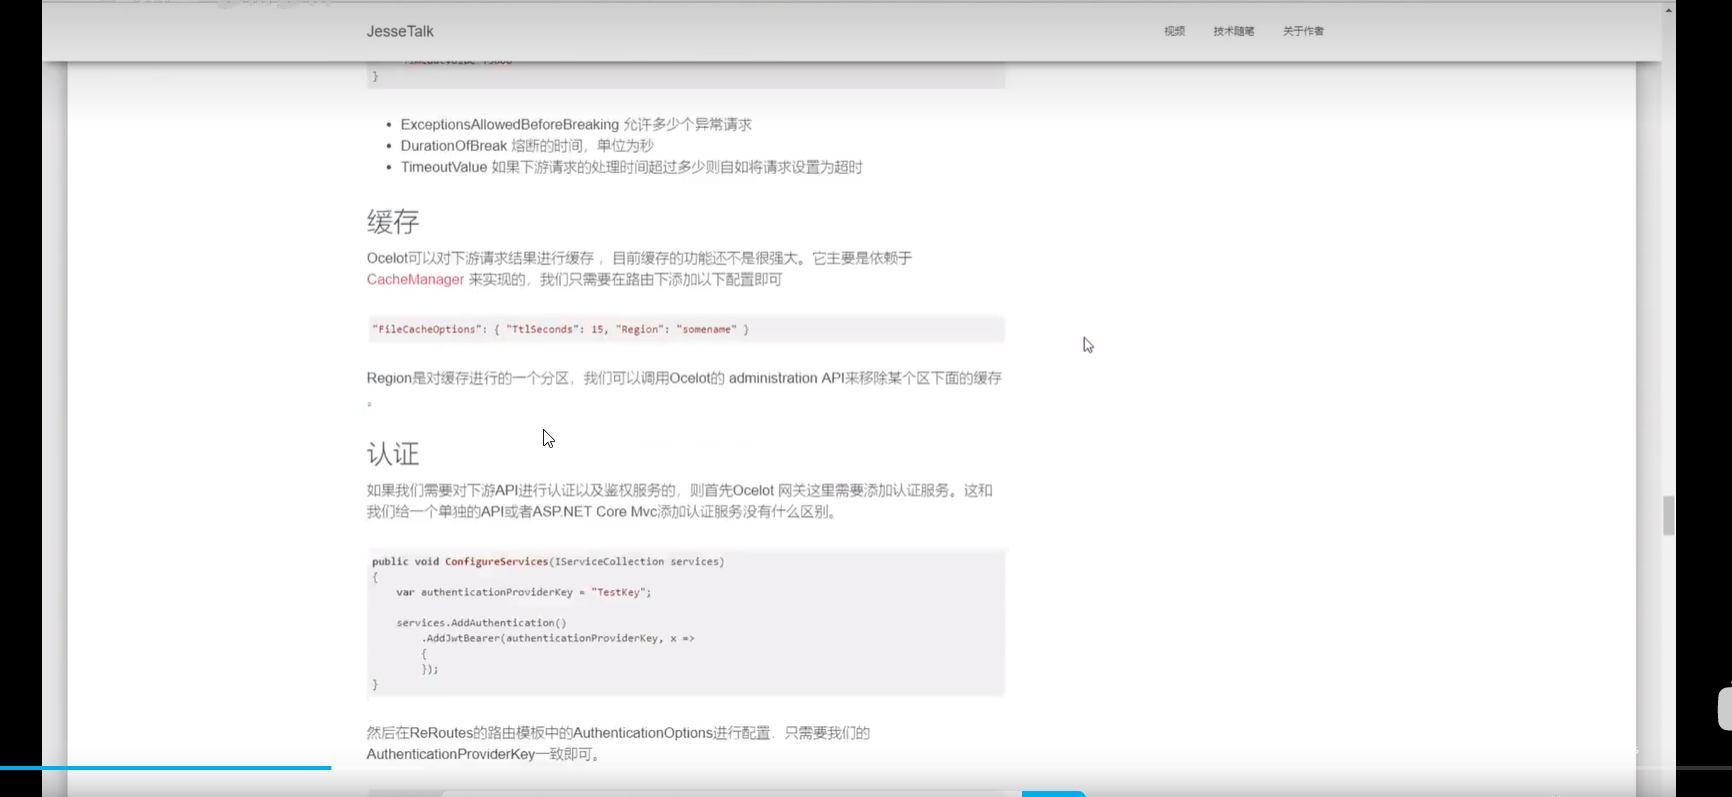 JesseTalk
视频 技术随笔 关于作者
}
ExceptionsAllowedBeforeBreaking 允许多少个异常请求
DurationOfBreak 熔断的时间，单位为秒
TimeoutValue 如果下游请求的处理时间超过多少则自如将请求设置为超时
缓存
Ocelot可以对下游请求结果进行缓存 ，目前缓存的功能还不是很强大。它主要是依赖于
CacheManager 来实现的，我们只需要在路由下添加以下配置即可
"FileCacheOptions": { "TtlSeconds": 15, "Region": "somename" }
Region是对缓存进行的一个分区，我们可以调用Ocelot的 administration API来移除某个区下面的缓存
。
认证
如果我们需要对下游API进行认证以及鉴权服务的，则首先Ocelot 网关这里需要添加认证服务。这和
我们给一个单独的API或者ASP.NET Core Mvc添加认证服务没有什么区别。
public void ConfigureServices(IServiceCollection services)
{
var authenticationProviderKey = "TestKey";
services.AddAuthentication()
.AddJwtBearer(authenticationProviderKey, x =>
{
});
}
然后在ReRoutes的路由模板中的AuthenticationOptions进行配置，只需要我们的
AuthenticationProviderKey一致即可。